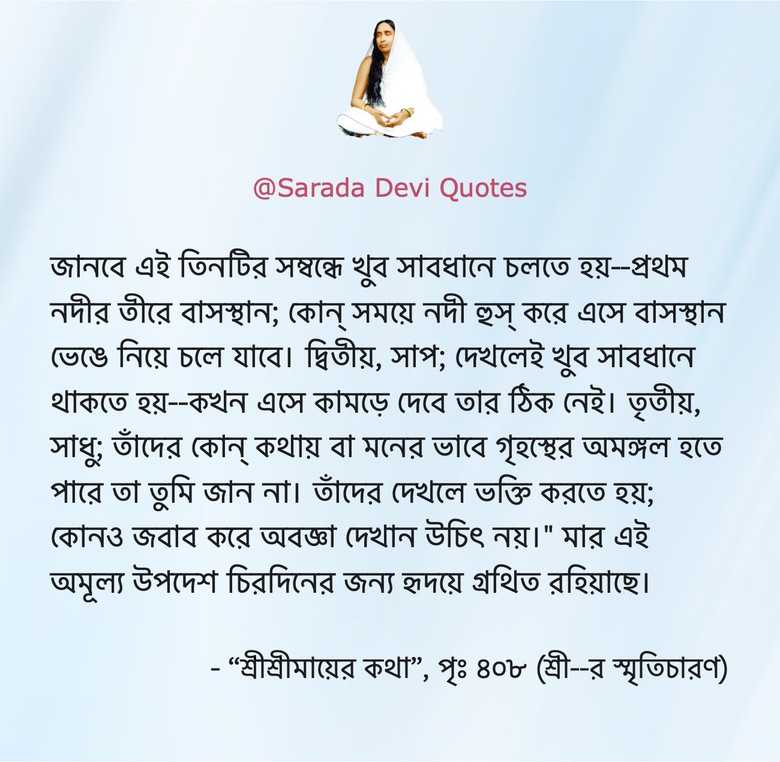 @Sarada Devi Quotes
জানবে এই তিনটির সম্বন্ধে খুব সাবধানে চলতে হয়--প্রথম
নদীর তীরে বাসস্থান; কোন্ সময়ে নদী হুস্ করে এসে বাসস্থান
ভেঙে নিয়ে চলে যাবে। দ্বিতীয়, সাপ; দেখলেই খুব সাবধানে
থাকতে হয়--কখন এসে কামড়ে দেবে তার ঠিক নেই। তৃতীয়,
সাধু; তাঁদের কোন্ কথায় বা মনের ভাবে গৃহস্থের অমঙ্গল হতে
পারে তা তুমি জান না। তাঁদের দেখলে ভক্তি করতে হয়;
কোনও জবাব করে অবজ্ঞা দেখান উচিৎ নয়।" মার এই
অমূল্য উপদেশ চিরদিনের জন্য হৃদয়ে গ্রথিত রহিয়াছে।
- “শ্রীশ্রীমায়ের কথা”, পৃঃ ৪০৮ (শ্রী--র স্মৃতিচারণ)